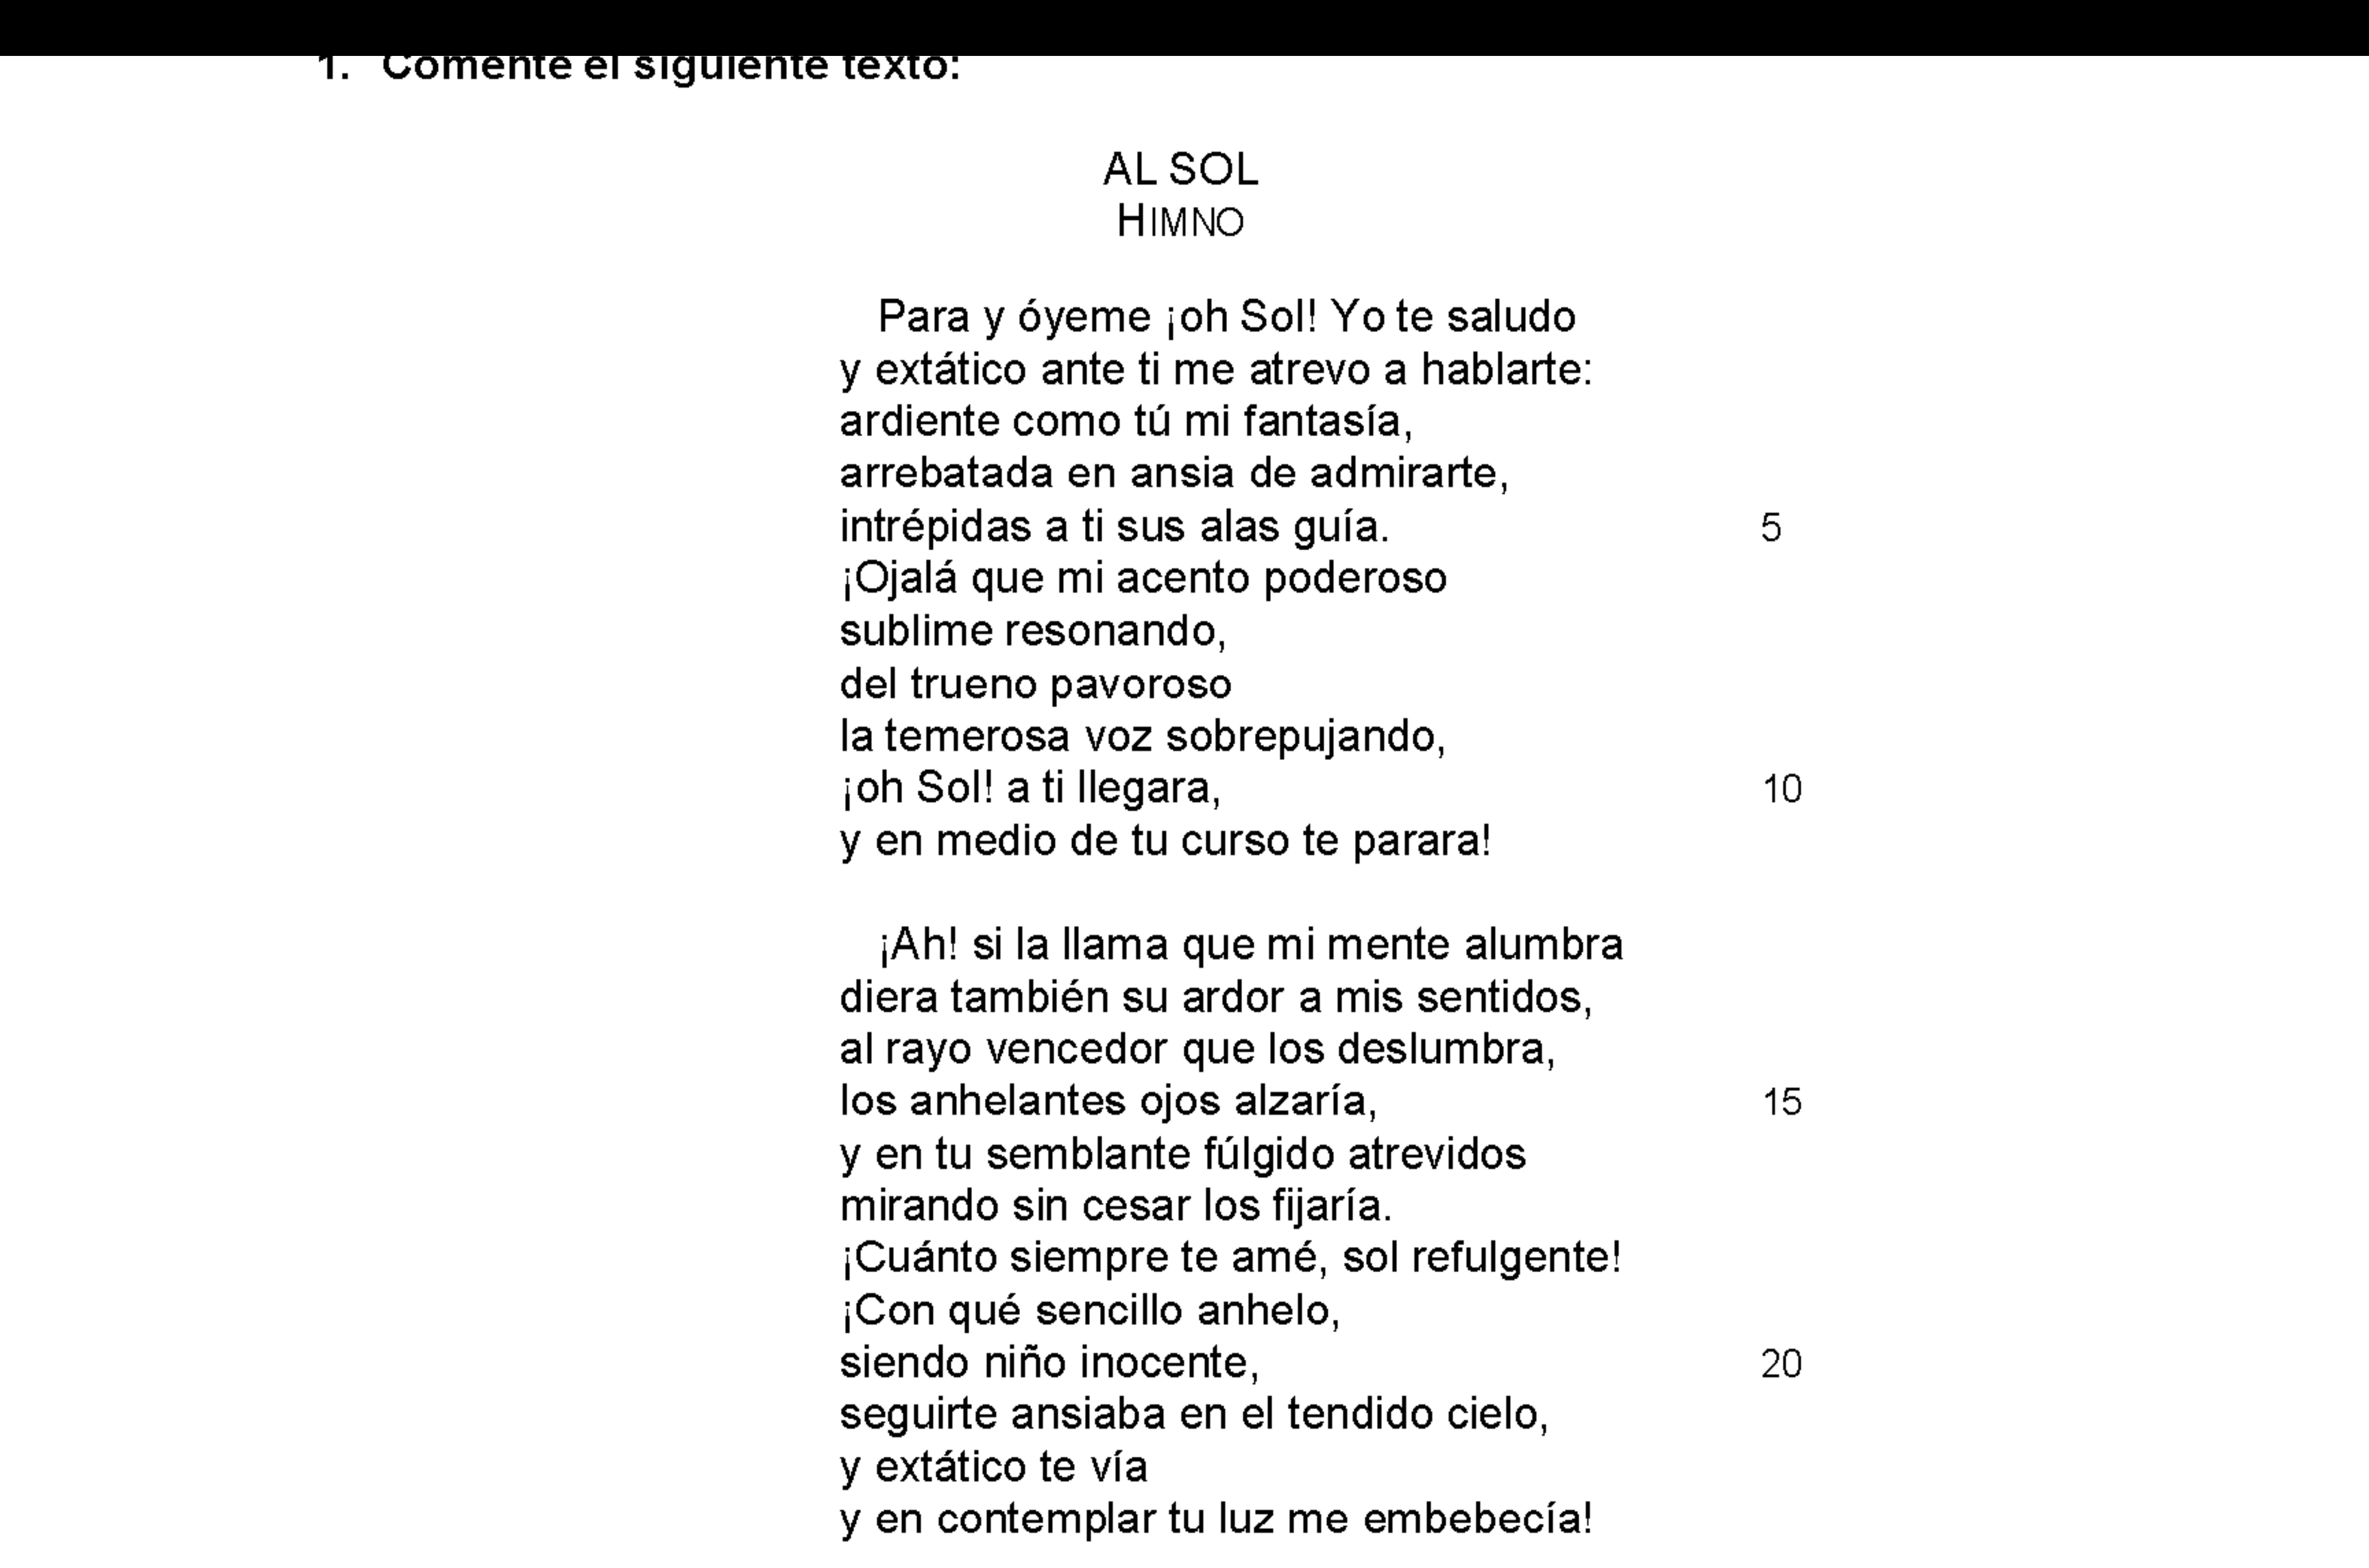 1. Comente el siguiente texto:
AL SOL
HIMNO
Para y óyeme ¡oh Sol! Yo te saludo
y extático ante ti me atrevo a hablarte:
ardiente como tú mi fantasía,
arrebatada en ansia de admirarte,
intrépidas a ti sus alas guía. 5
¡Ojalá que mi acento poderoso
sublime resonando,
del trueno pavoroso
la temerosa voz sobrepujando,
¡oh Sol! a ti llegara, 10
y en medio de tu curso te parara!
¡Ah! si la llama que mi mente alumbra
diera también su ardor a mis sentidos,
al rayo vencedor que los deslumbra,
los anhelantes ojos alzaría, 15
y en tu semblante fúlgido atrevidos
mirando sin cesar los fijaría.
¡Cuánto siempre te amé, sol refulgente!
¡Con qué sencillo anhelo,
siendo niño inocente, 20
seguirte ansiaba en el tendido cielo,
y extático te vía
y en contemplar tu luz me embebecía!